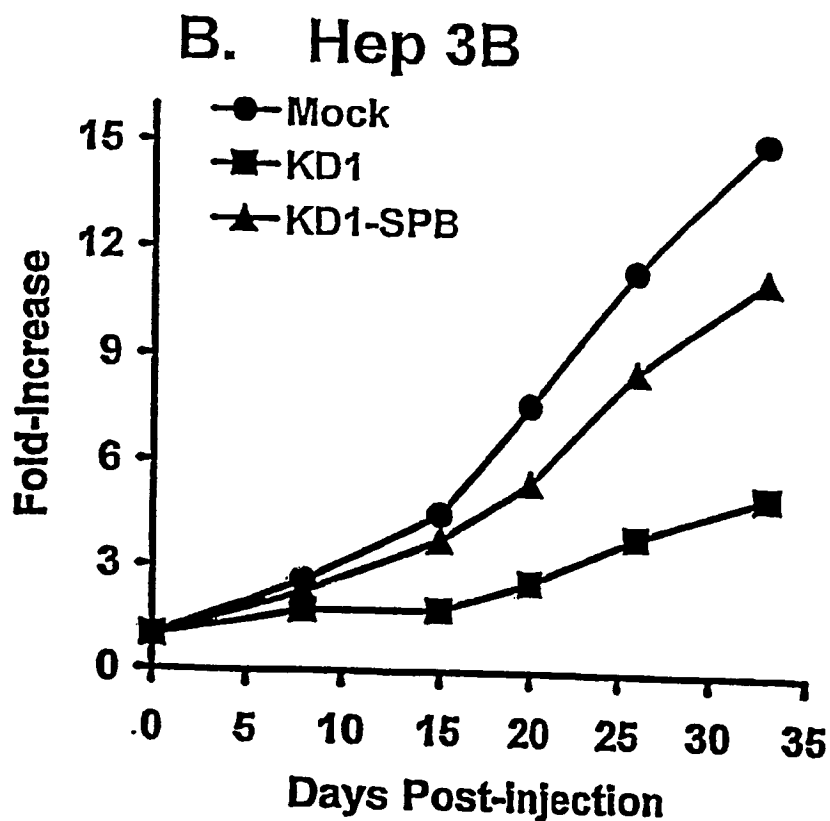 B. Hep 3B
Mock
KD1
KD1-SPB
15
12
9
6
3
0
Fold-Increase
0 5 10 15 20 25 30 35
Days Post-injection